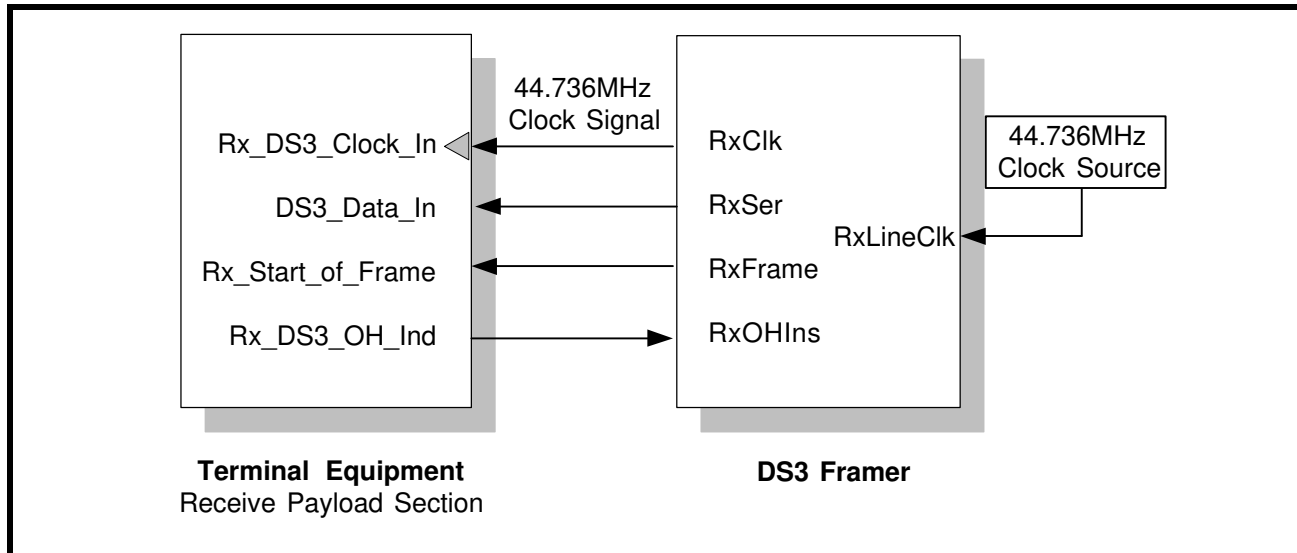 44.736MHz
Clock Signal
Rx_DS3_Clock_In
DS3_Data_In
Rx_Start_of_Frame
Rx_DS3_OH_Ind
RxClk
RxSer
RxLineClk
RxFrame
RxOHIns
44.736MHz
Clock Source
Terminal Equipment
Receive Payload Section
DS3 Framer